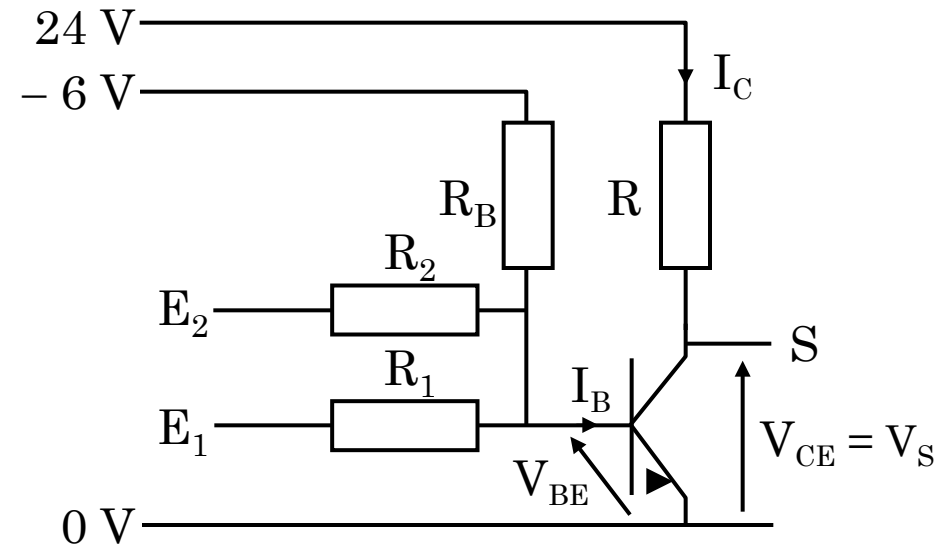 24 V
– 6 V
I_C
R_B
R
R_2
E_2
S
R_1
I_B
E_1
V_CE = V_S
V_BE
0 V